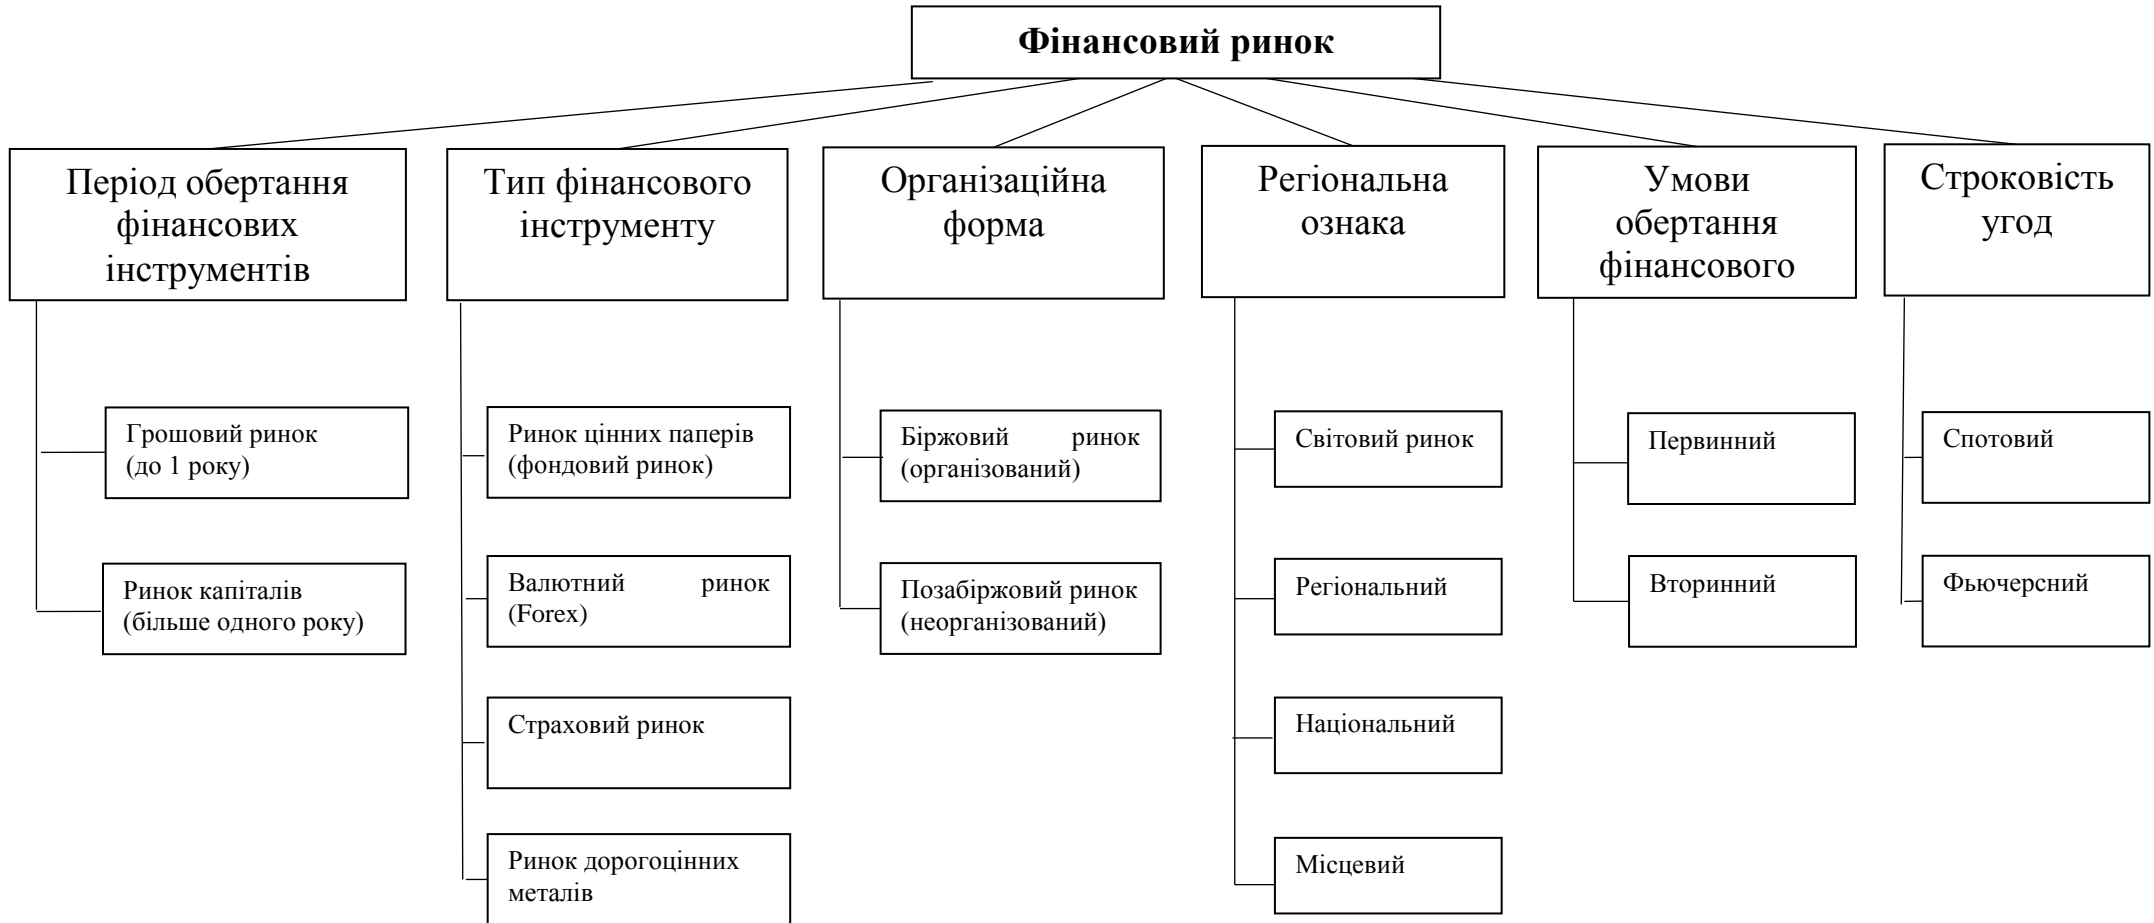 Фінансовий ринок
Період обертання
фінансових
інструментів
Тип фінансового
інструменту
Організаційна
форма
Регіональна
ознака
Умови
обертання
фінансового
Строковість
угод
Грошовий ринок
(до 1 року)
Ринок капіталів
(більше одного року)
Ринок цінних паперів
(фондовий ринок)
Валютний ринок
(Forex)
Страховий ринок
Ринок дорогоцінних
металів
Біржовий ринок
(організований)
Позабіржовий ринок
(неорганізований)
Світовий ринок
Регіональний
Національний
Місцевий
Первинний
Вторинний
Спотовий
Фьючерсний